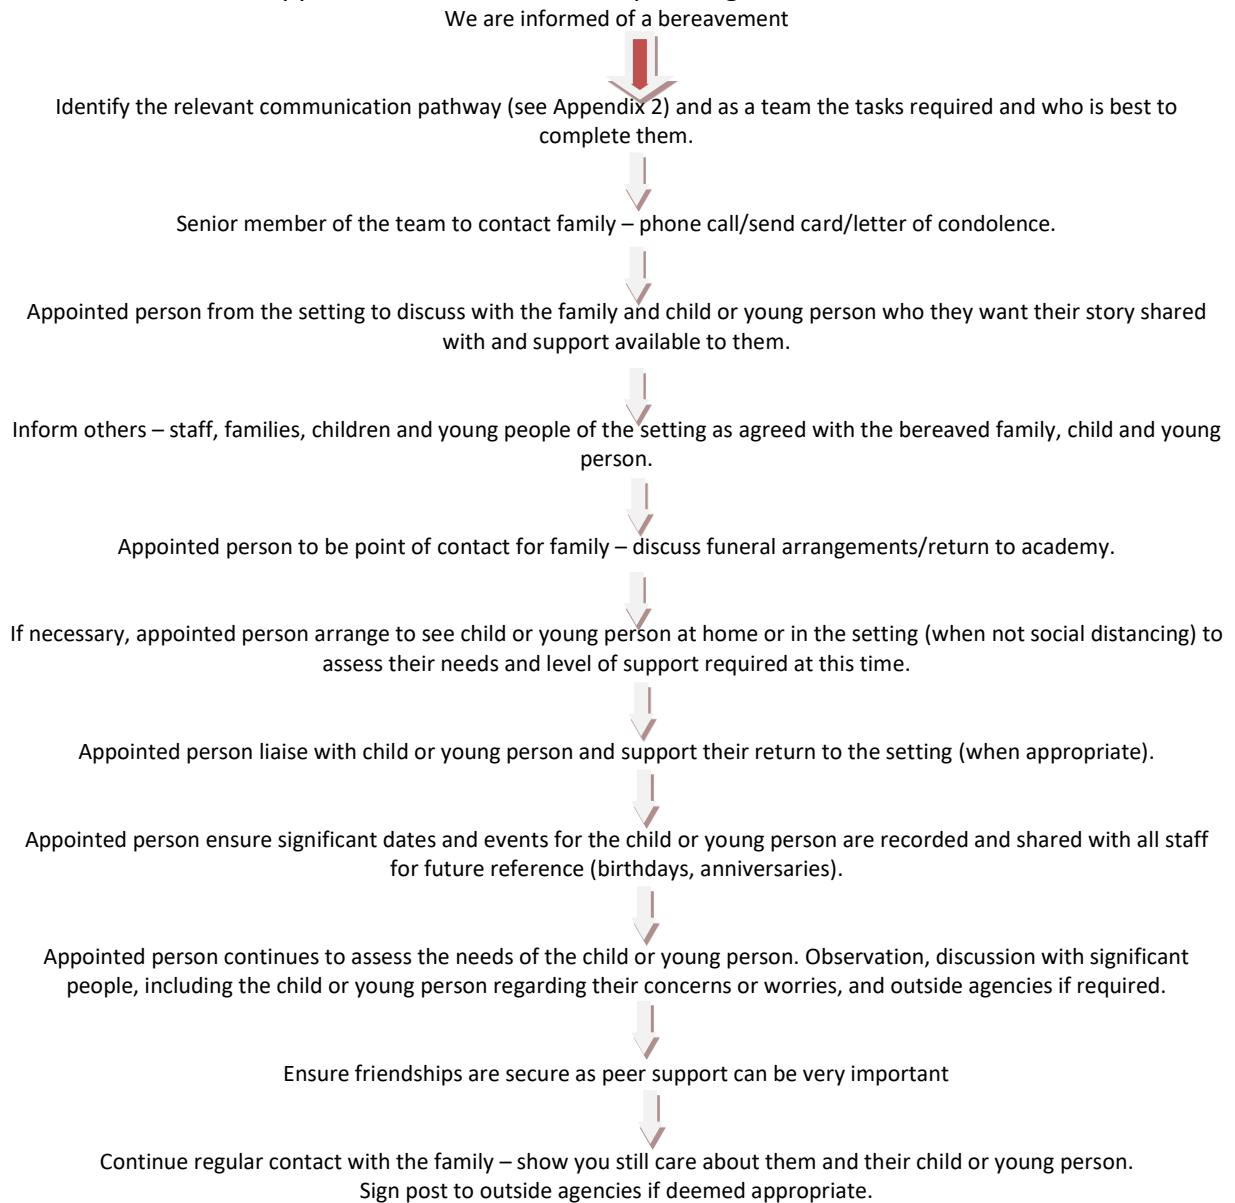 We are informed of a bereavement
Identify the relevant communication pathway (see Appendix 2) and as a team the tasks required and who is best to
complete them.
Senior member of the team to contact family – phone call/send card/letter of condolence.
Appointed person from the setting to discuss with the family and child or young person who they want their story shared
with and support available to them.
Inform others – staff, families, children and young people of the setting as agreed with the bereaved family, child and young
person.
Appointed person to be point of contact for family – discuss funeral arrangements/return to academy.
If necessary, appointed person arrange to see child or young person at home or in the setting (when not social distancing) to
assess their needs and level of support required at this time.
Appointed person liaise with child or young person and support their return to the setting (when appropriate).
Appointed person ensure significant dates and events for the child or young person are recorded and shared with all staff
for future reference (birthdays, anniversaries).
Appointed person continues to assess the needs of the child or young person. Observation, discussion with significant
people, including the child or young person regarding their concerns or worries, and outside agencies if required.
Ensure friendships are secure as peer support can be very important
Continue regular contact with the family – show you still care about them and their child or young person.
Sign post to outside agencies if deemed appropriate.